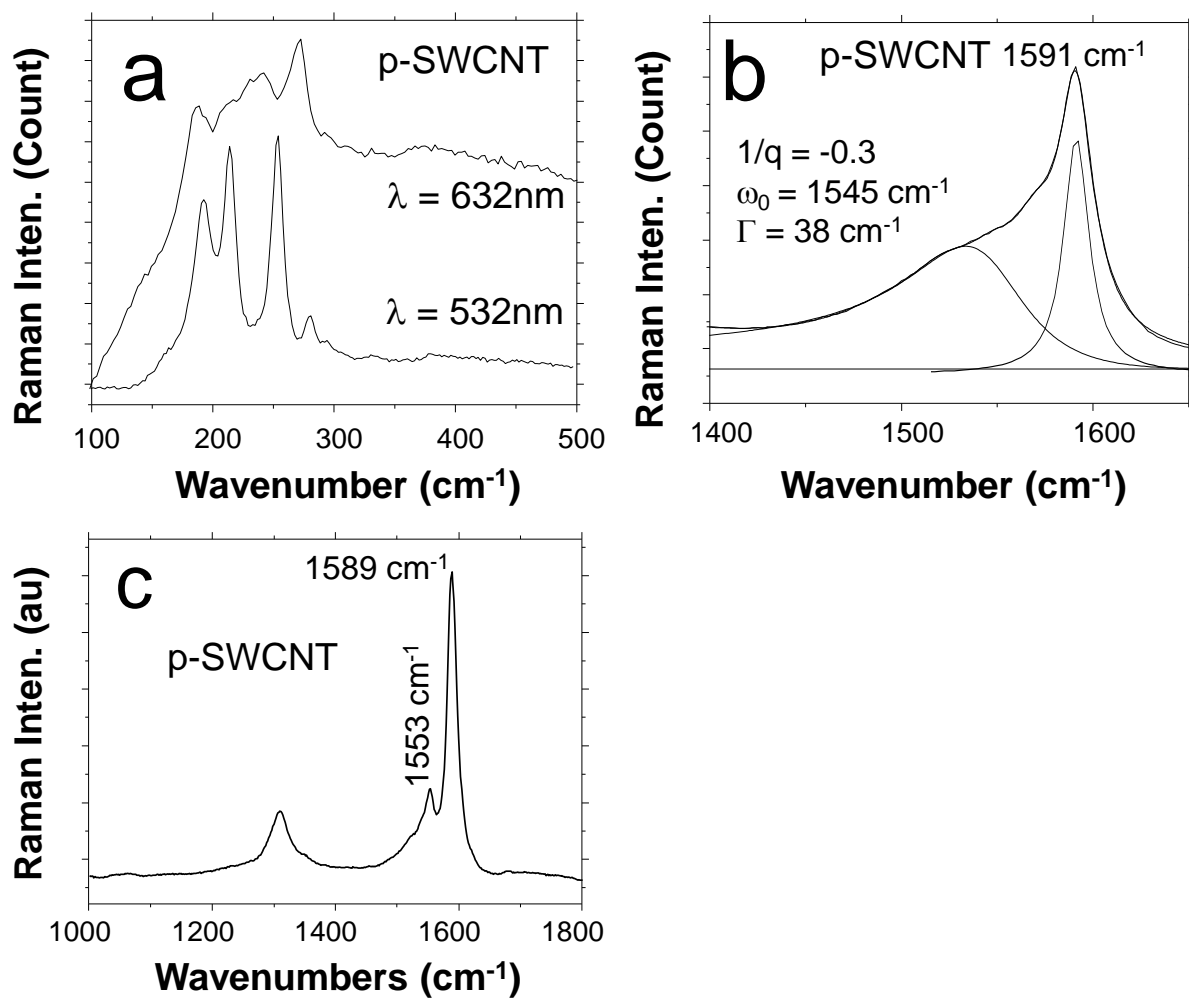 a
p-SWCNT
λ = 632nm
λ = 532nm
Raman Inten. (Count)
100 200 300 400 500
Wavenumber (cm⁻¹)
b
p-SWCNT 1591 cm⁻¹
1/q = -0.3
ω₀ = 1545 cm⁻¹
Γ = 38 cm⁻¹
Raman Inten. (Count)
1400 1500 1600
Wavenumber (cm⁻¹)
c
1589 cm⁻¹
p-SWCNT
1553 cm⁻¹
Raman Inten. (au)
1000 1200 1400 1600 1800
Wavenumbers (cm⁻¹)